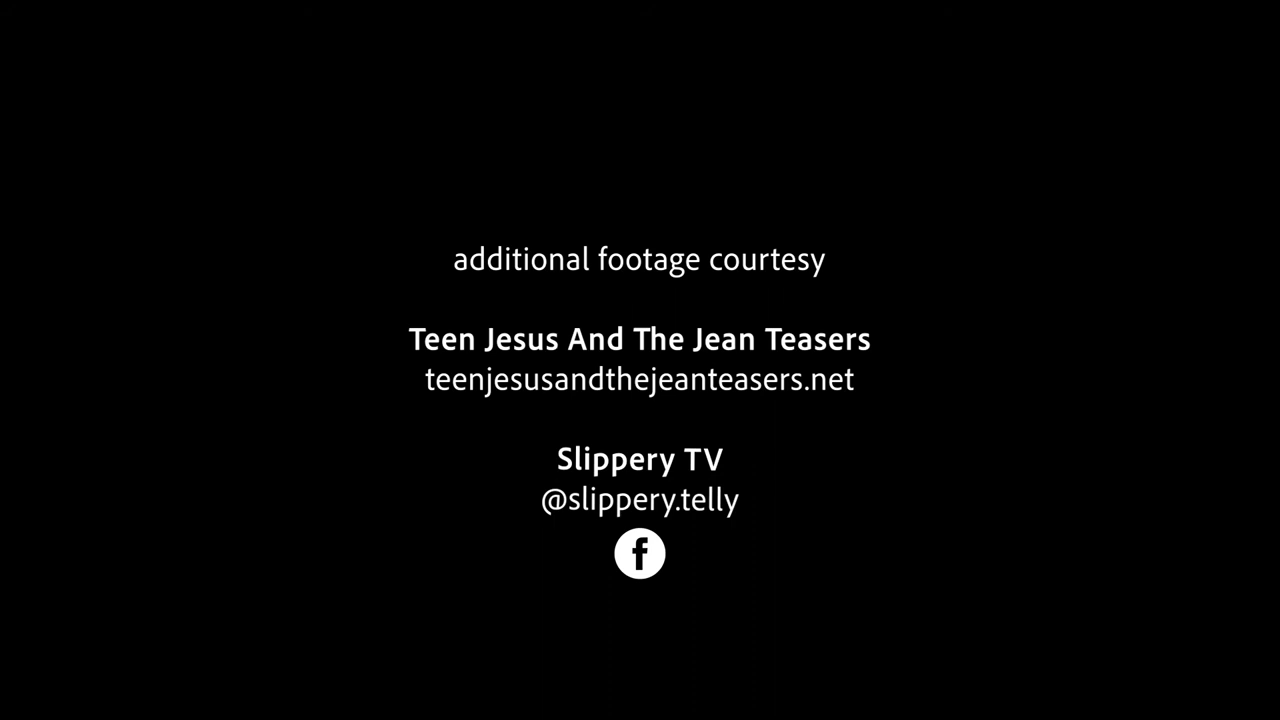 additional footage courtesy
Teen Jesus And The Jean Teasers
teenjesusandthejeanteasers.net
Slippery TV
@slippery.telly
f